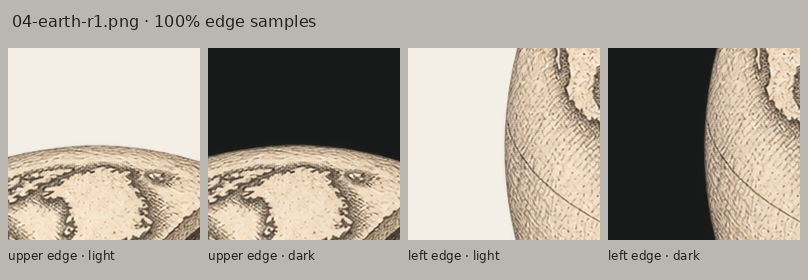 04-earth-r1.png · 100% edge samples
upper edge · light
upper edge · dark
left edge · light
left edge · dark